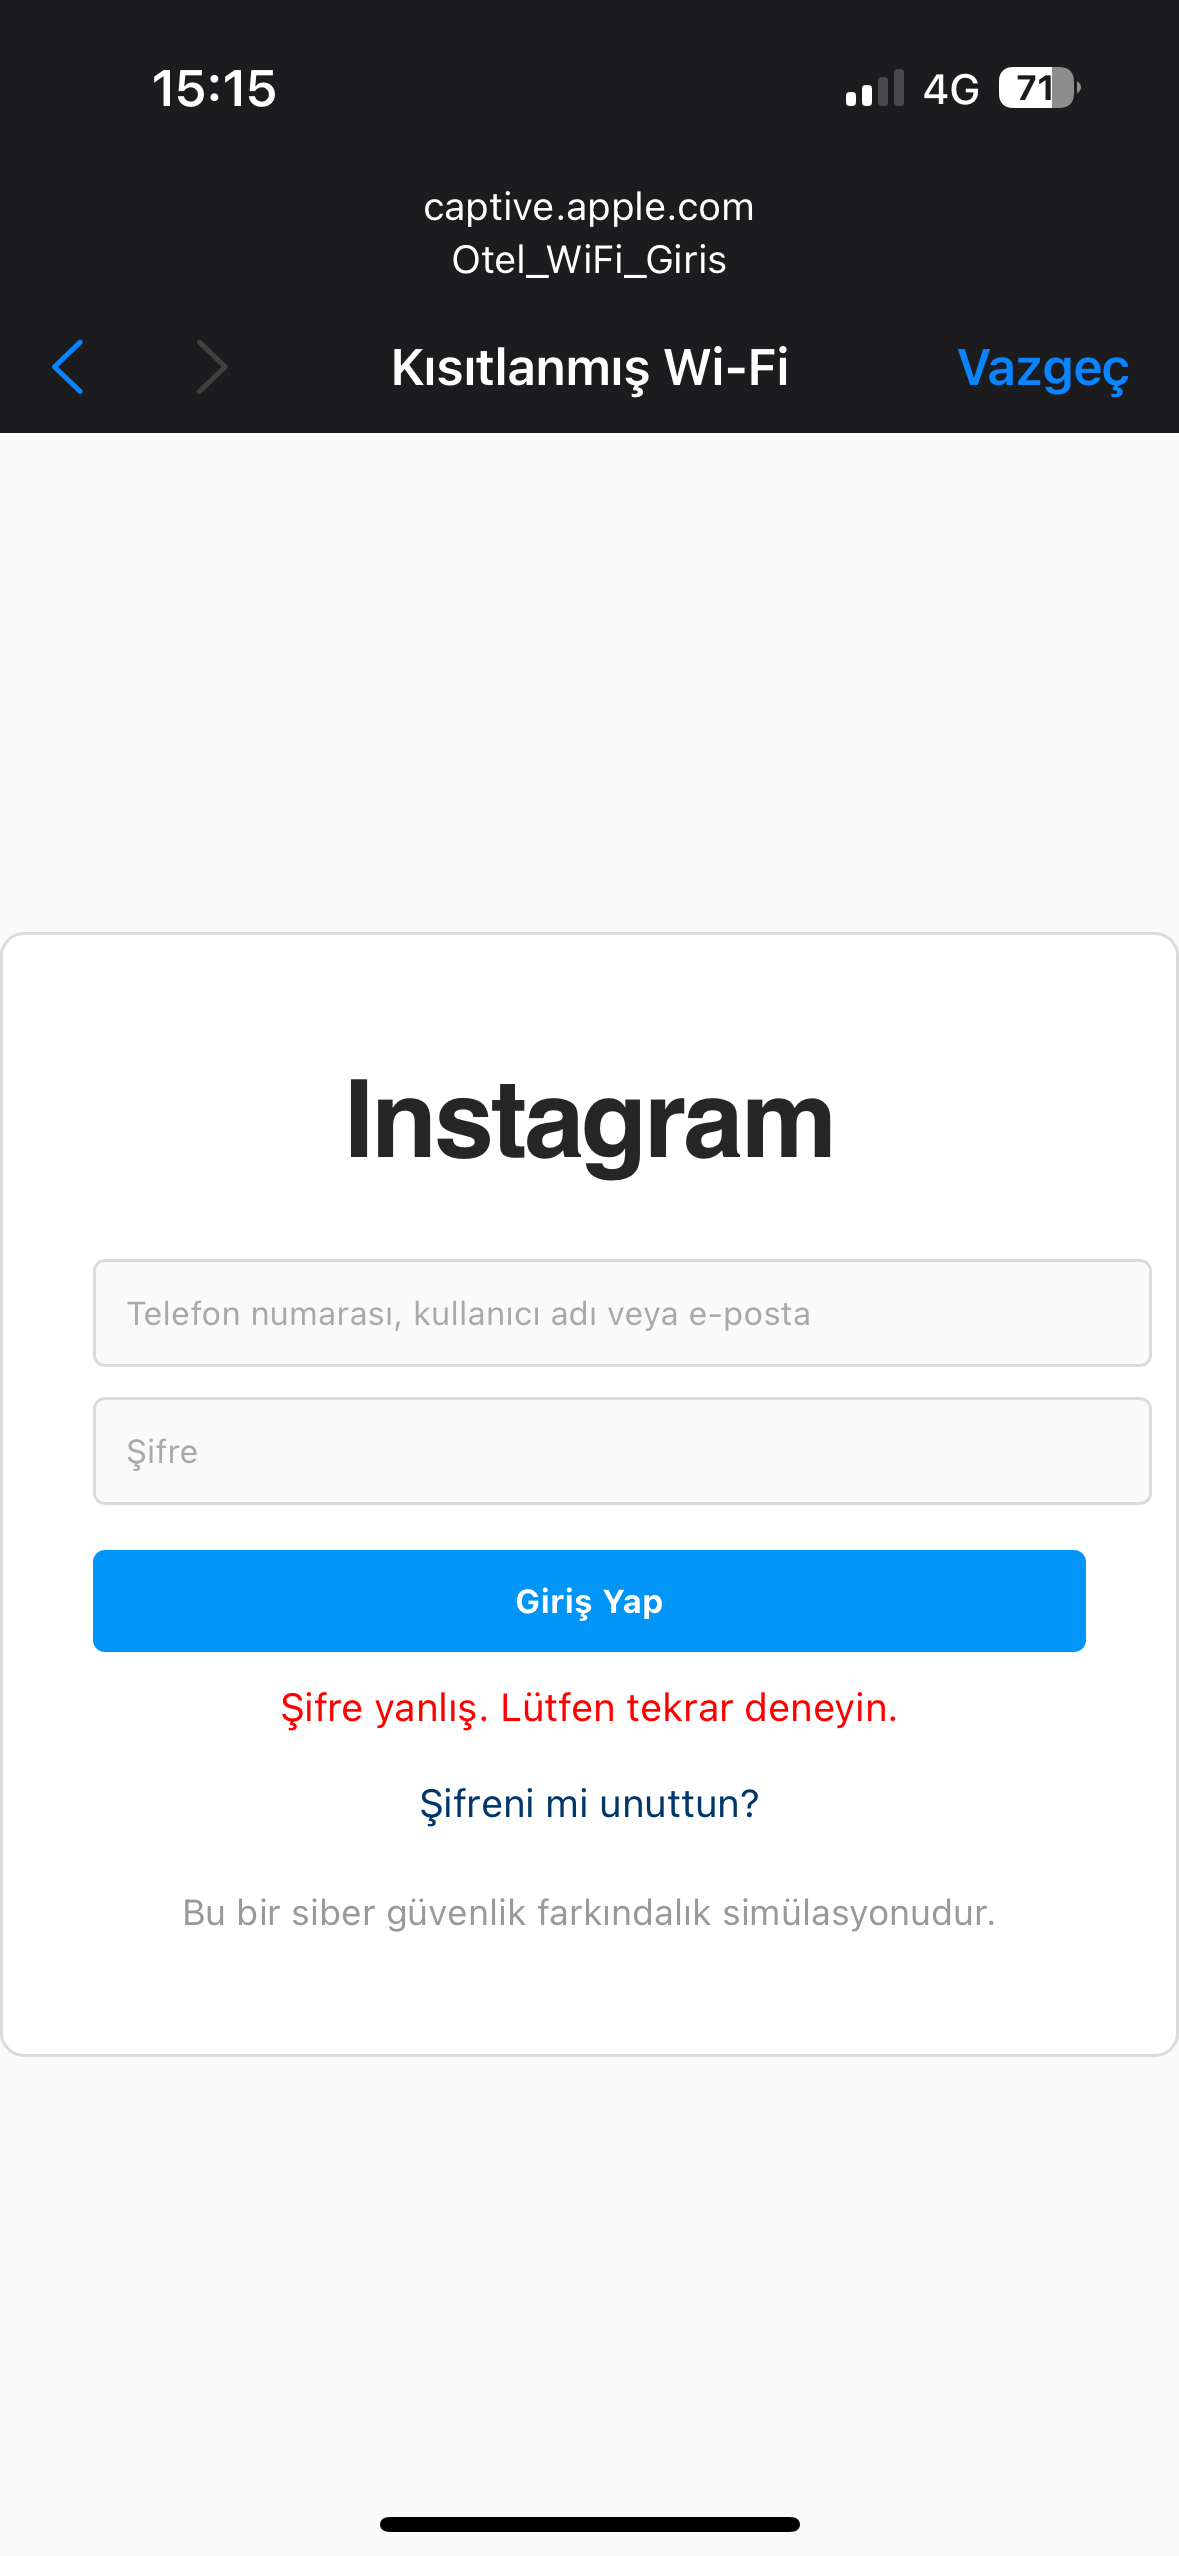 15:15
4G
71
captive.apple.com
Otel_WiFi_Giris
Kısıtlanmış Wi-Fi
Vazgeç
Instagram
Telefon numarası, kullanıcı adı veya e-posta
Şifre
Giriş Yap
Şifre yanlış. Lütfen tekrar deneyin.
Şifreni mi unuttun?
Bu bir siber güvenlik farkındalık simülasyonudur.